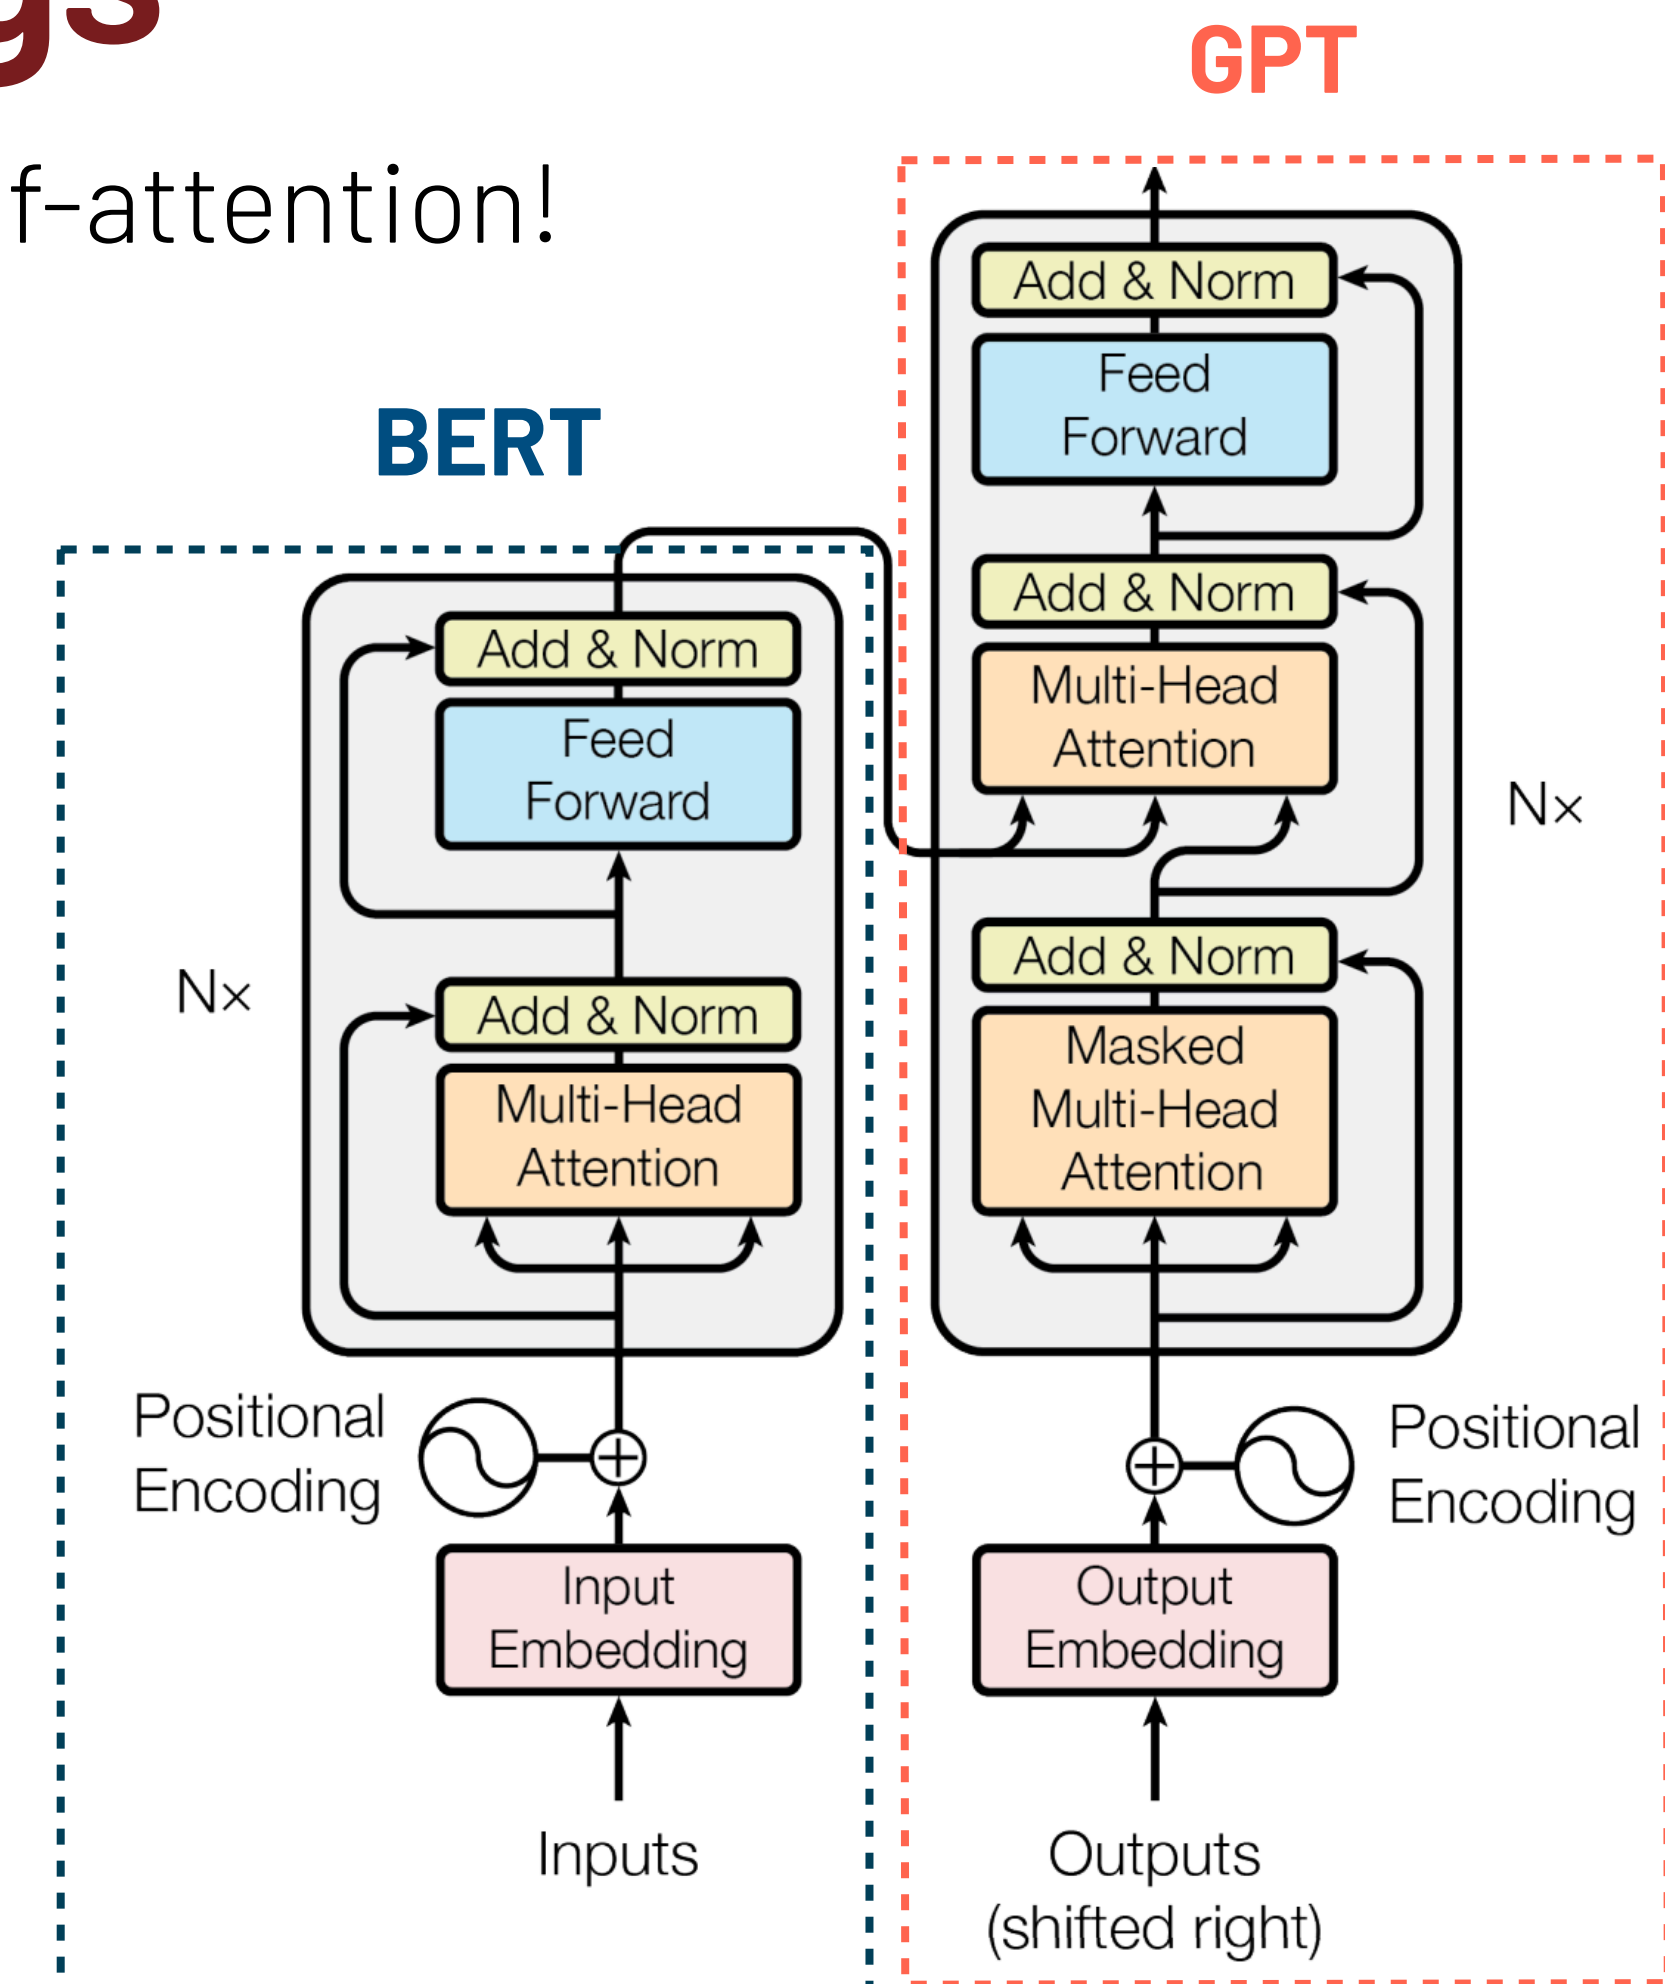 gs
f-attention!
BERT
Add & Norm
Feed
Forward
Nx
Add & Norm
Multi-Head
Attention
Positional
Encoding
Input
Embedding
Inputs
GPT
Add & Norm
Feed
Forward
Add & Norm
Multi-Head
Attention
N×
Add & Norm
Masked
Multi-Head
Attention
Positional
Encoding
Output
Embedding
Outputs
(shifted right)